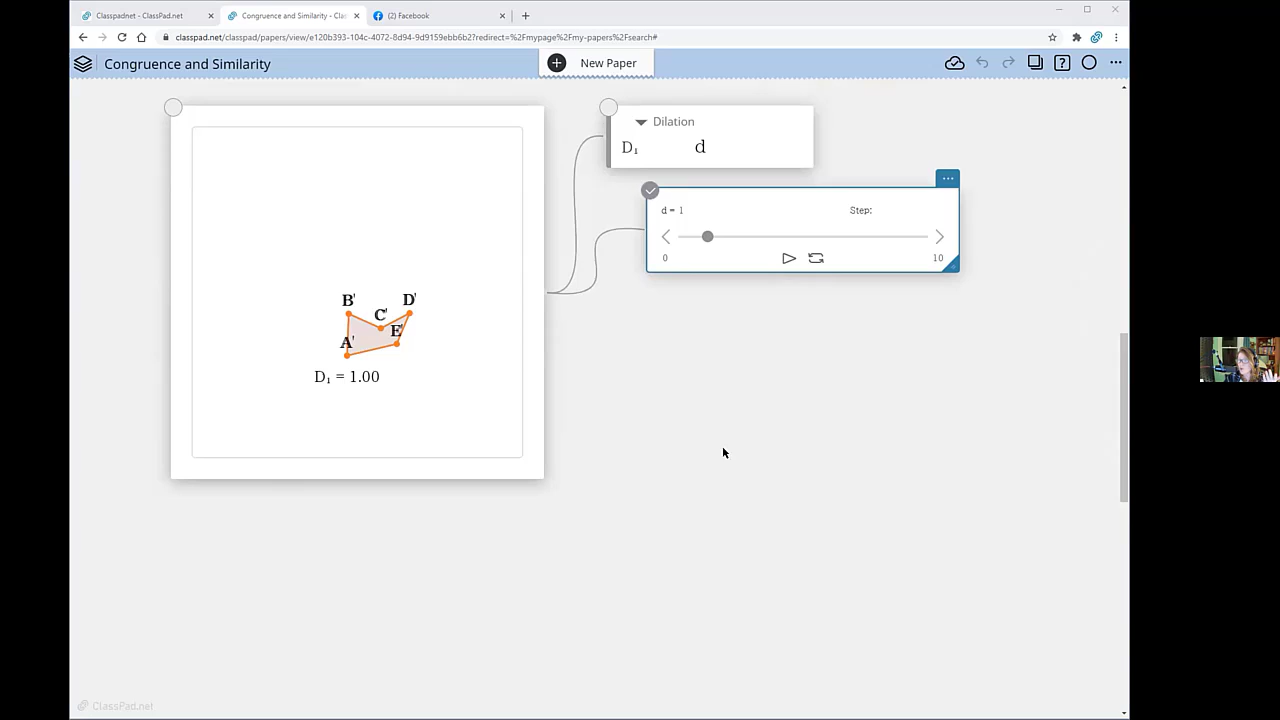 Classpadnet - ClassPad.net
Congruence and Similarity - Clas
(2) Facebook
classpad.net/classpad/papers/view/e120b393-104c-4072-8d94-9d9159ebb6b2?redirect=%2Fmypage%2Fmy-papers%2Fsearch#
Congruence and Similarity
New Paper
Dilation
D₁ d
d = 1 Step:
0 10
B' D'
C'
E'
A'
D₁ = 1.00
ClassPad.net